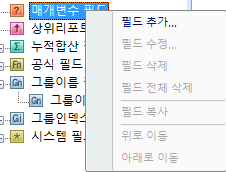 매개변수 필드
상위리포트
누적합산
공식 필드
그룹이름
그룹이
그룹인덱스
시스템 필
필드 추가...
필드 수정...
필드 삭제
필드 전체 삭제
필드 복사
위로 이동
아래로 이동